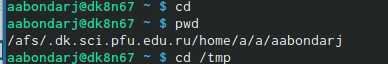 aabondarj@dk8n67 ~ $ cd
aabondarj@dk8n67 ~ $ pwd
/afs/.dk.sci.pfu.edu.ru/home/a/a/aabondarj
aabondarj@dk8n67 ~ $ cd /tmp